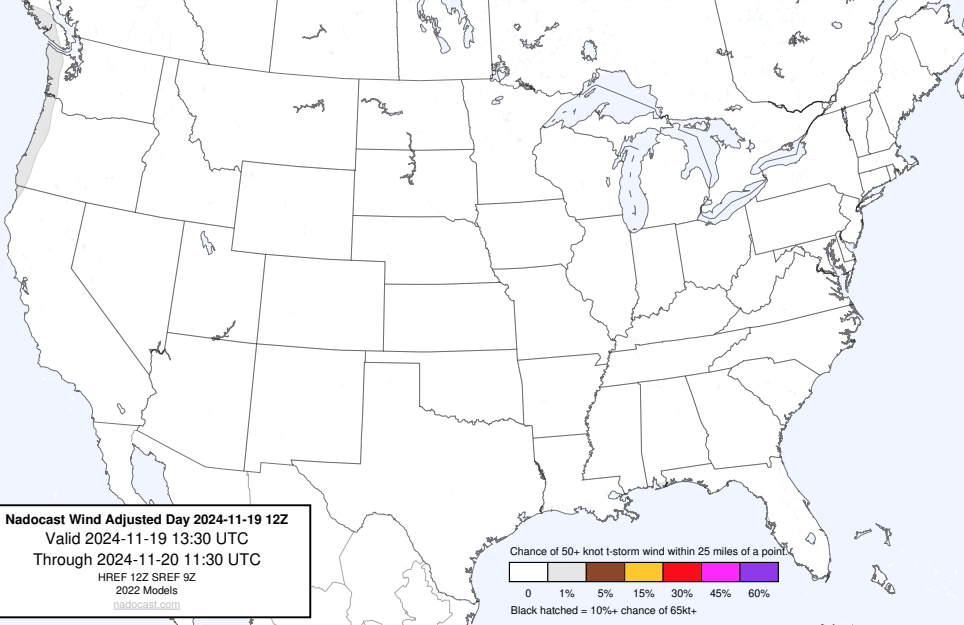 Nadocast Wind Adjusted Day 2024-11-19 12Z
Valid 2024-11-19 13:30 UTC
Through 2024-11-20 11:30 UTC
HREF 12Z SREF 9Z
2022 Models
nadocast.com
Chance of 50+ knot t-storm wind within 25 miles of a point.
0 1% 5% 15% 30% 45% 60%
Black hatched = 10%+ chance of 65kt+